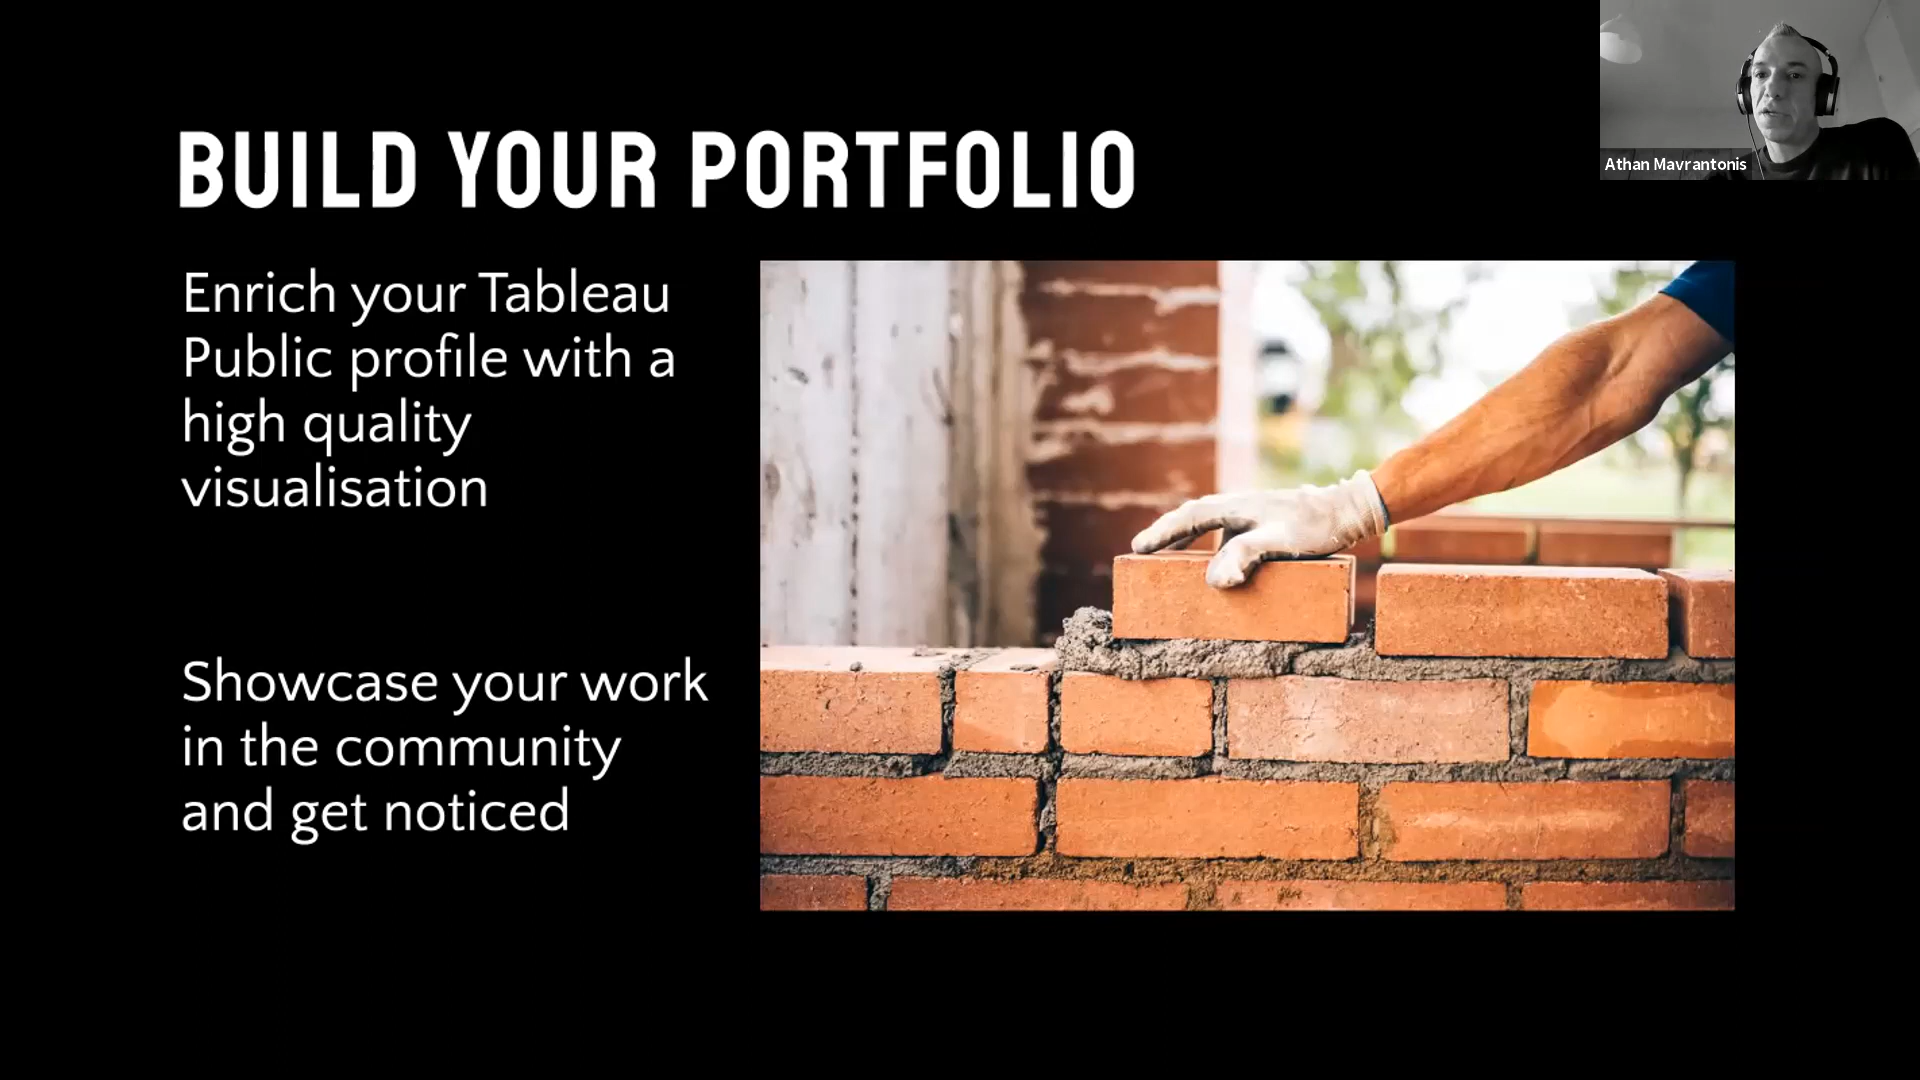 BUILD YOUR PORTFOLIO
Athan Mavrantonis
Enrich your Tableau
Public profile with a
high quality
visualisation
Showcase your work
in the community
and get noticed